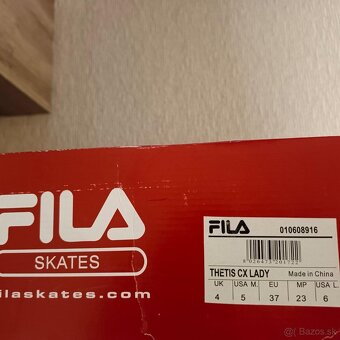 FILA
SKATES
filaskates.com
FILA 010608916
8026473201722
THETIS CX LADY Made in China
UK USA M. EU MP USA L.
4 5 37 23 6
Bazos.sk